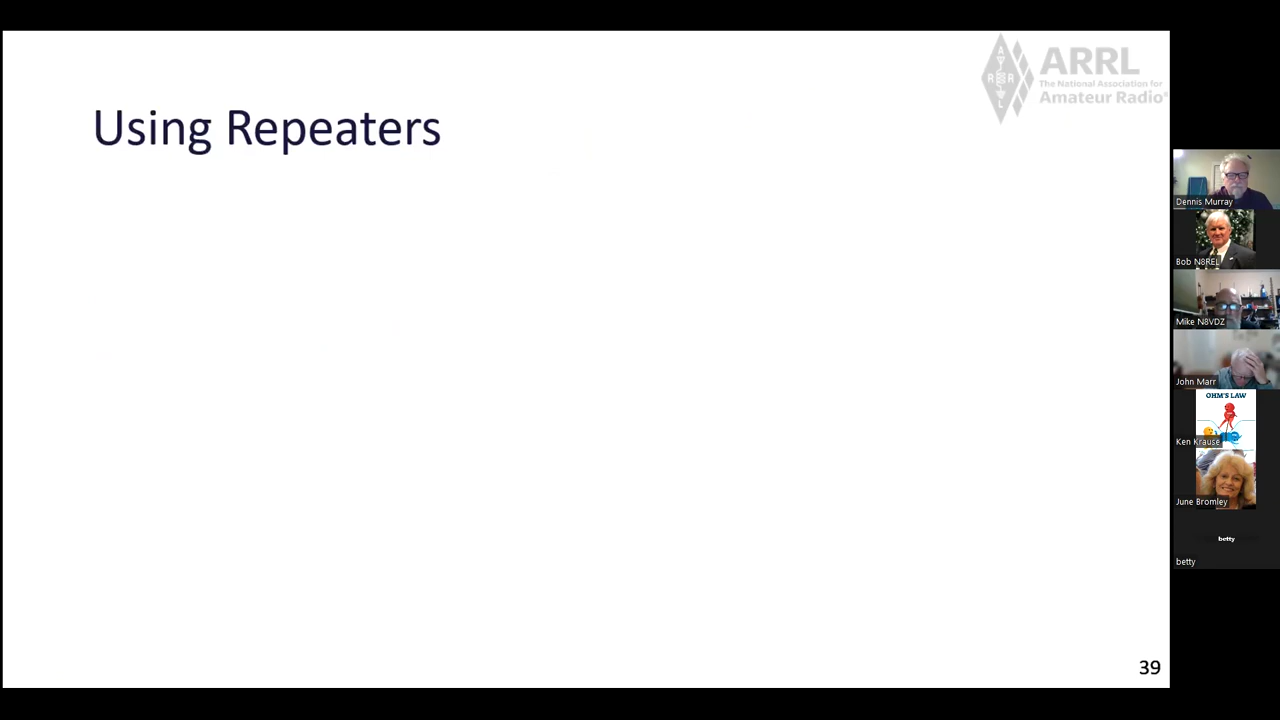 ARRL
The National Association for
Amateur Radio®
Using Repeaters
39
Dennis Murray
Bob N8REL
Mike N8VDZ
John Marr
OHM'S LAW
Ken Krause
June Bromley
betty
betty